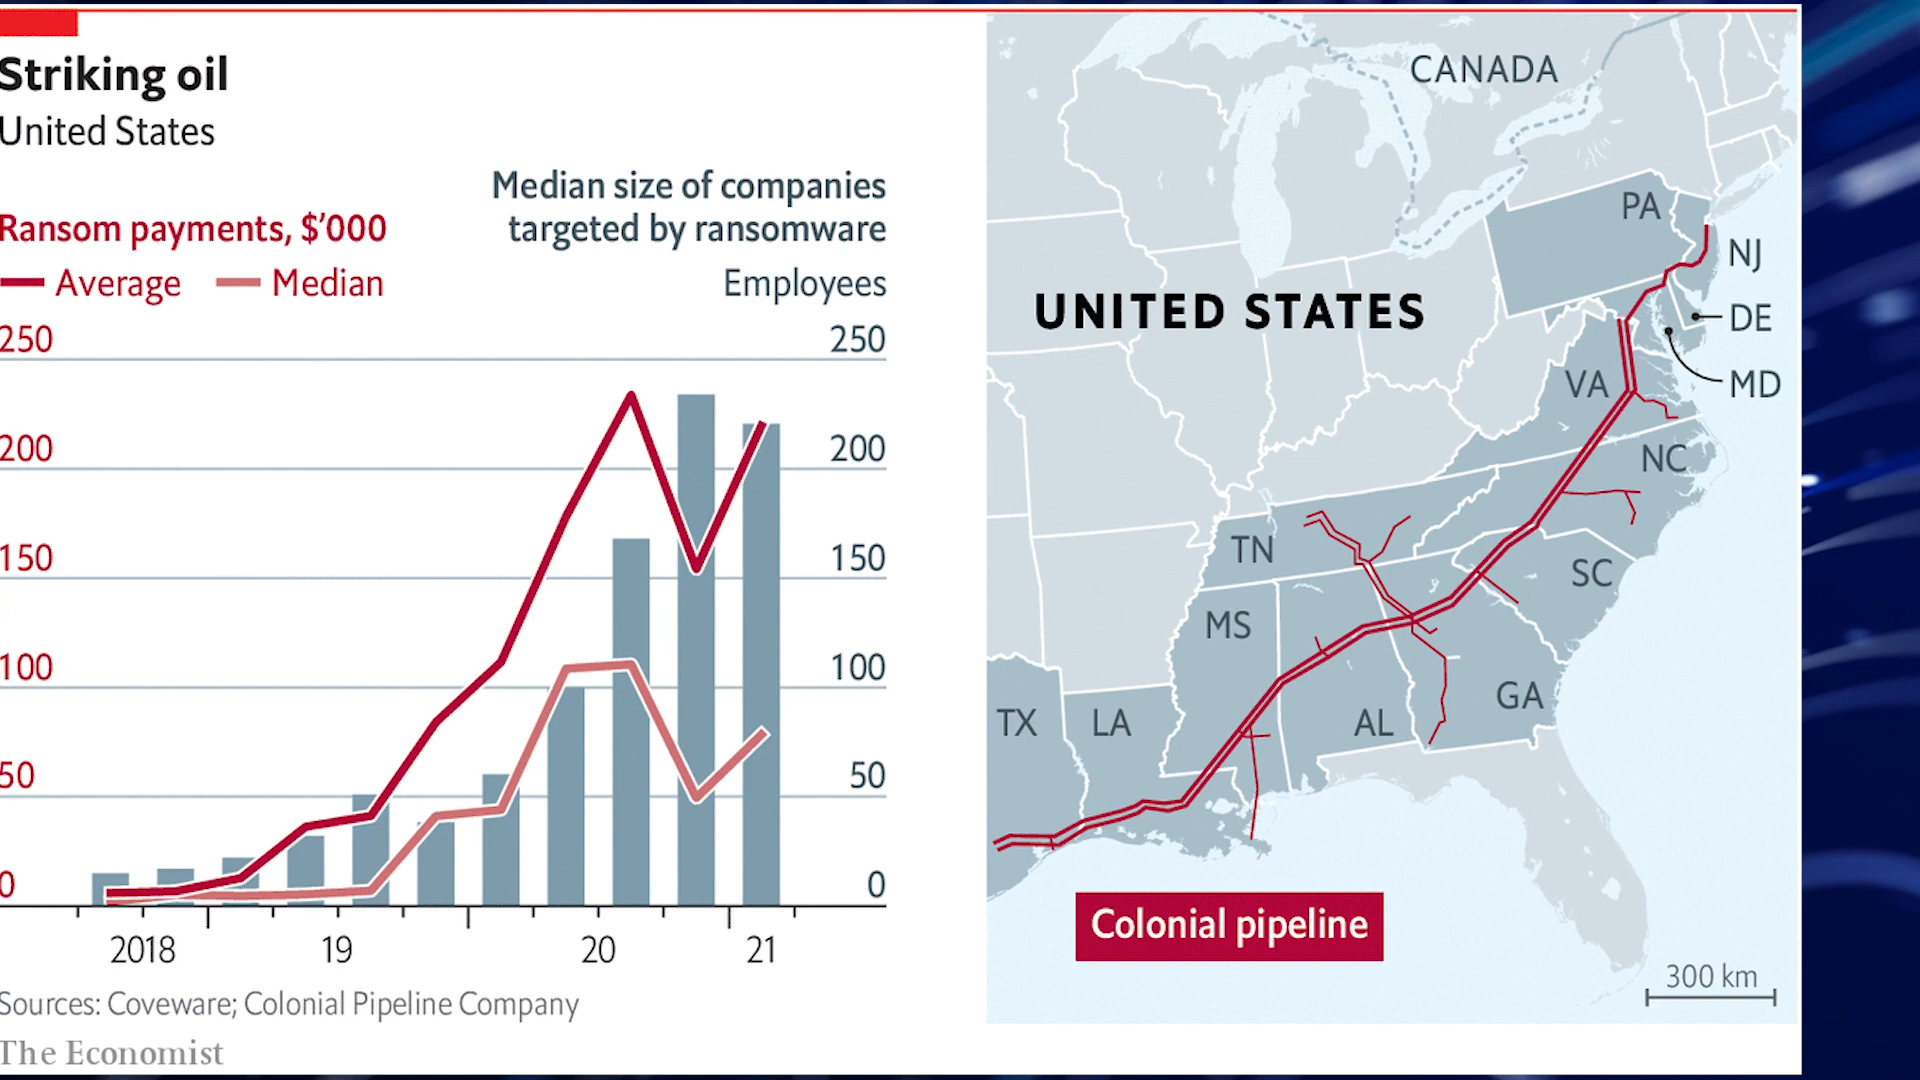 Striking oil
United States
Ransom payments, $'000
Average Median
Median size of companies
targeted by ransomware
Employees
250 250
200 200
150 150
100 100
50 50
0 0
2018 19 20 21
Sources: Coveware; Colonial Pipeline Company
The Economist
CANADA
UNITED STATES
PA
NJ
DE
MD
VA
NC
TN
SC
MS
GA
TX
LA
AL
Colonial pipeline
300 km